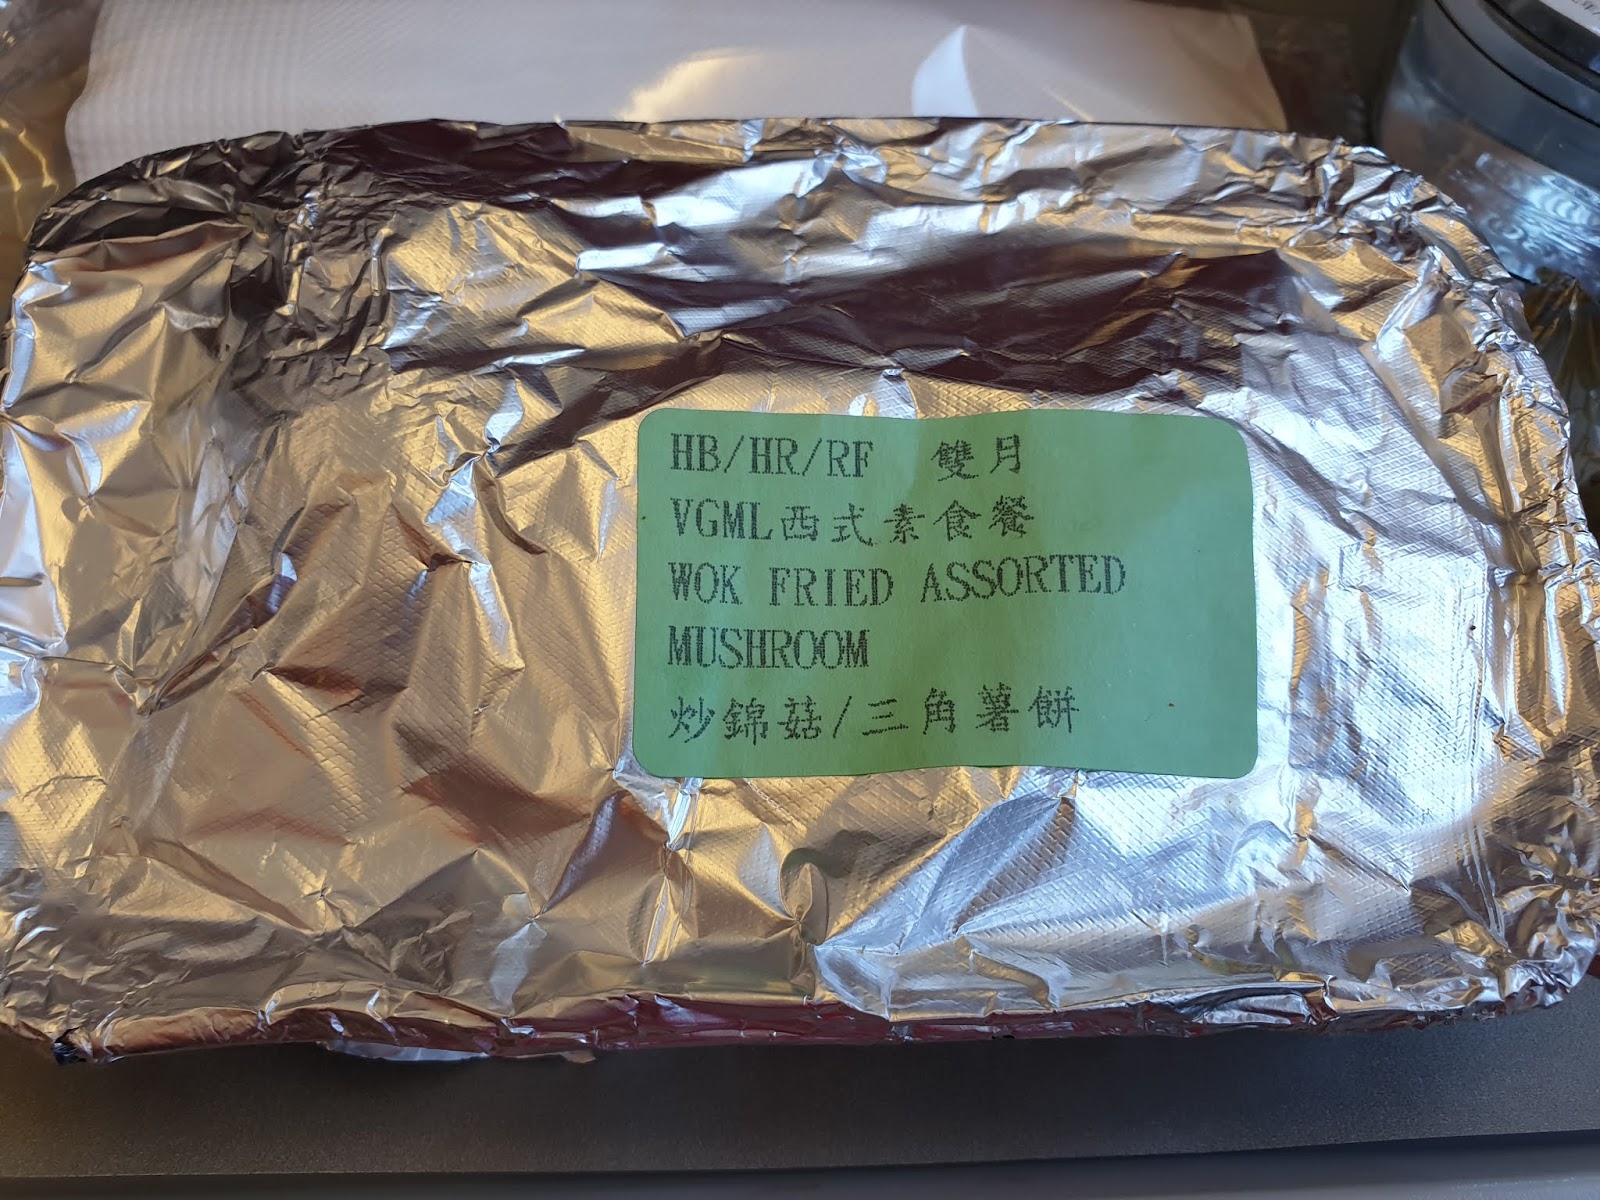 HB/HR/RF 雙月
VGML西式素食餐
WOK FRIED ASSORTED
MUSHROOM
炒錦菇/三角薯餅